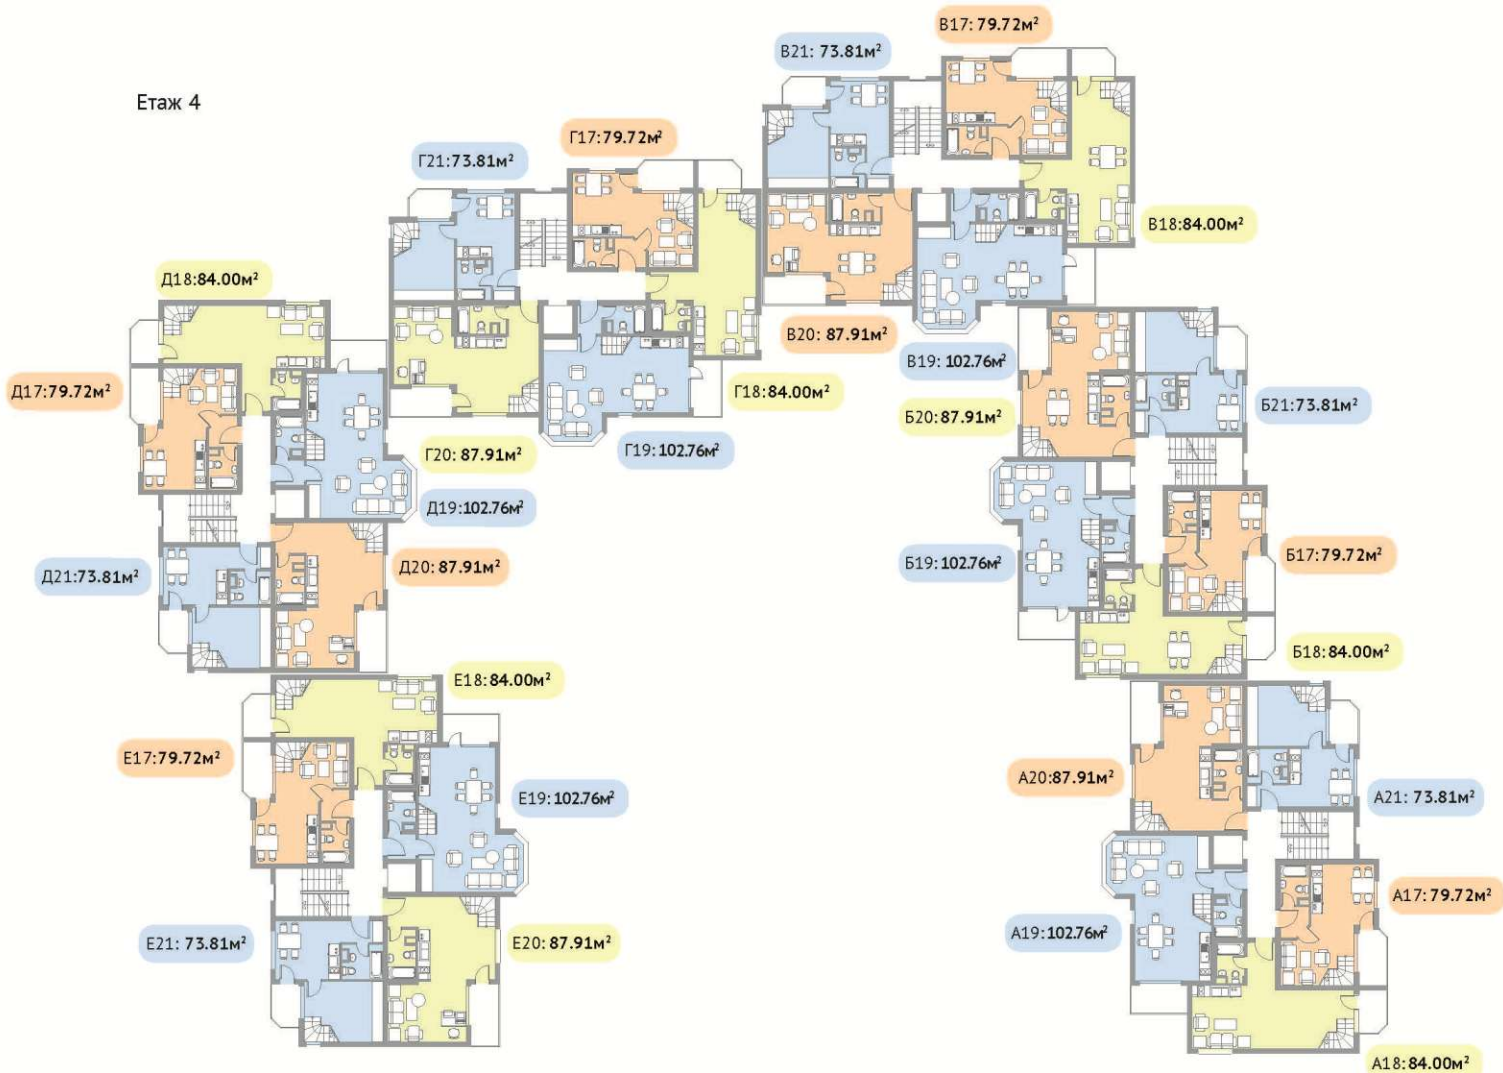 В17: 79.72м²
В21: 73.81м²
Етаж 4
Г17:79.72м²
Г21:73.81м²
В18:84.00м²
Д18:84.00м²
В20: 87.91м²
В19: 102.76м²
Д17:79.72м²
Г18:84.00м²
Б21:73.81м²
Б20: 87.91м²
Г19:102.76м²
Г20: 87.91м²
Д19:102.76м²
Б17:79.72м²
Б19:102.76м²
Д20: 87.91м²
Д21:73.81м²
Б18:84.00м²
Е18:84.00м²
Е17:79.72м²
А20:87.91м²
Е19:102.76м²
А21: 73.81м²
А17:79.72м²
А19:102.76м²
Е21: 73.81м²
Е20: 87.91м²
А18:84.00м²